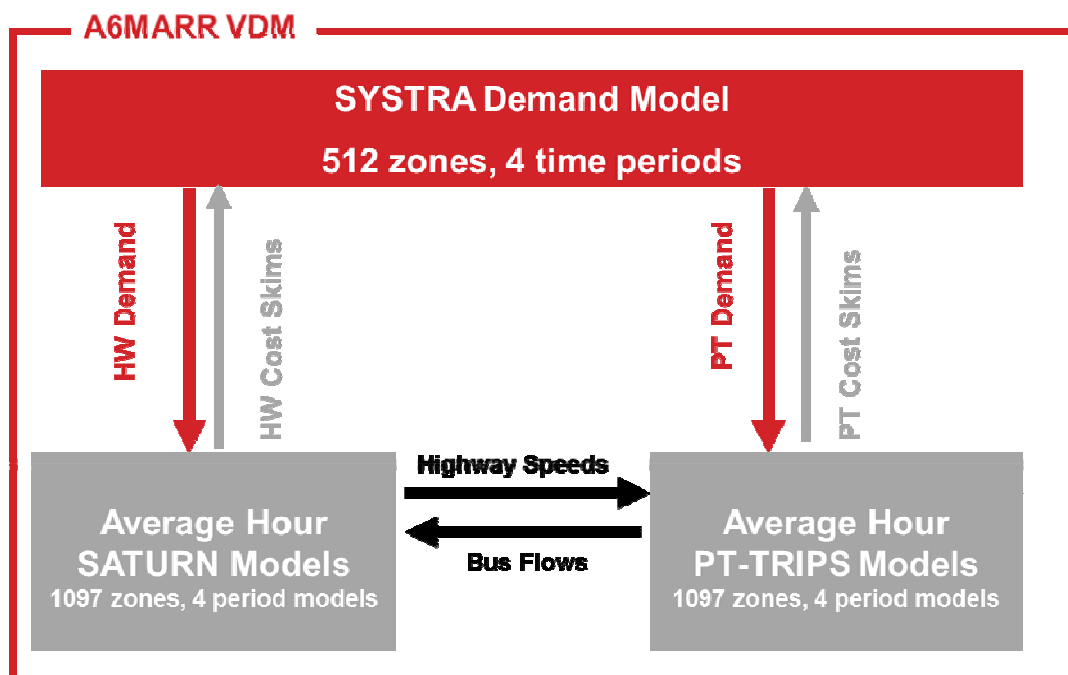 A6MARR VDM
SYSTRA Demand Model
512 zones, 4 time periods
HW Demand
HW Cost Skims
PT Demand
PT Cost Skims
Highway Speeds
Bus Flows
Average Hour
SATURN Models
1097 zones, 4 period models
Average Hour
PT-TRIPS Models
1097 zones, 4 period models